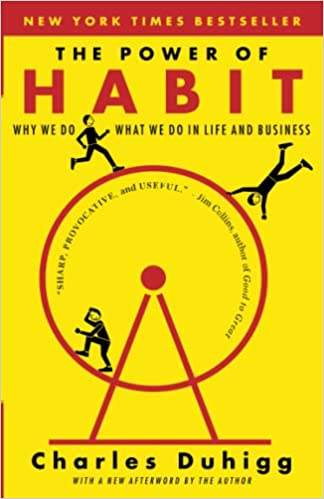 NEW YORK TIMES BESTSELLER
THE POWER OF
HABIT
WHY WE DO WHAT WE DO IN LIFE AND BUSINESS
"SHARP, PROVOCATIVE, and USEFUL." – Jim Collins, author of Good to Great
Charles Duhigg
WITH A NEW AFTERWORD BY THE AUTHOR